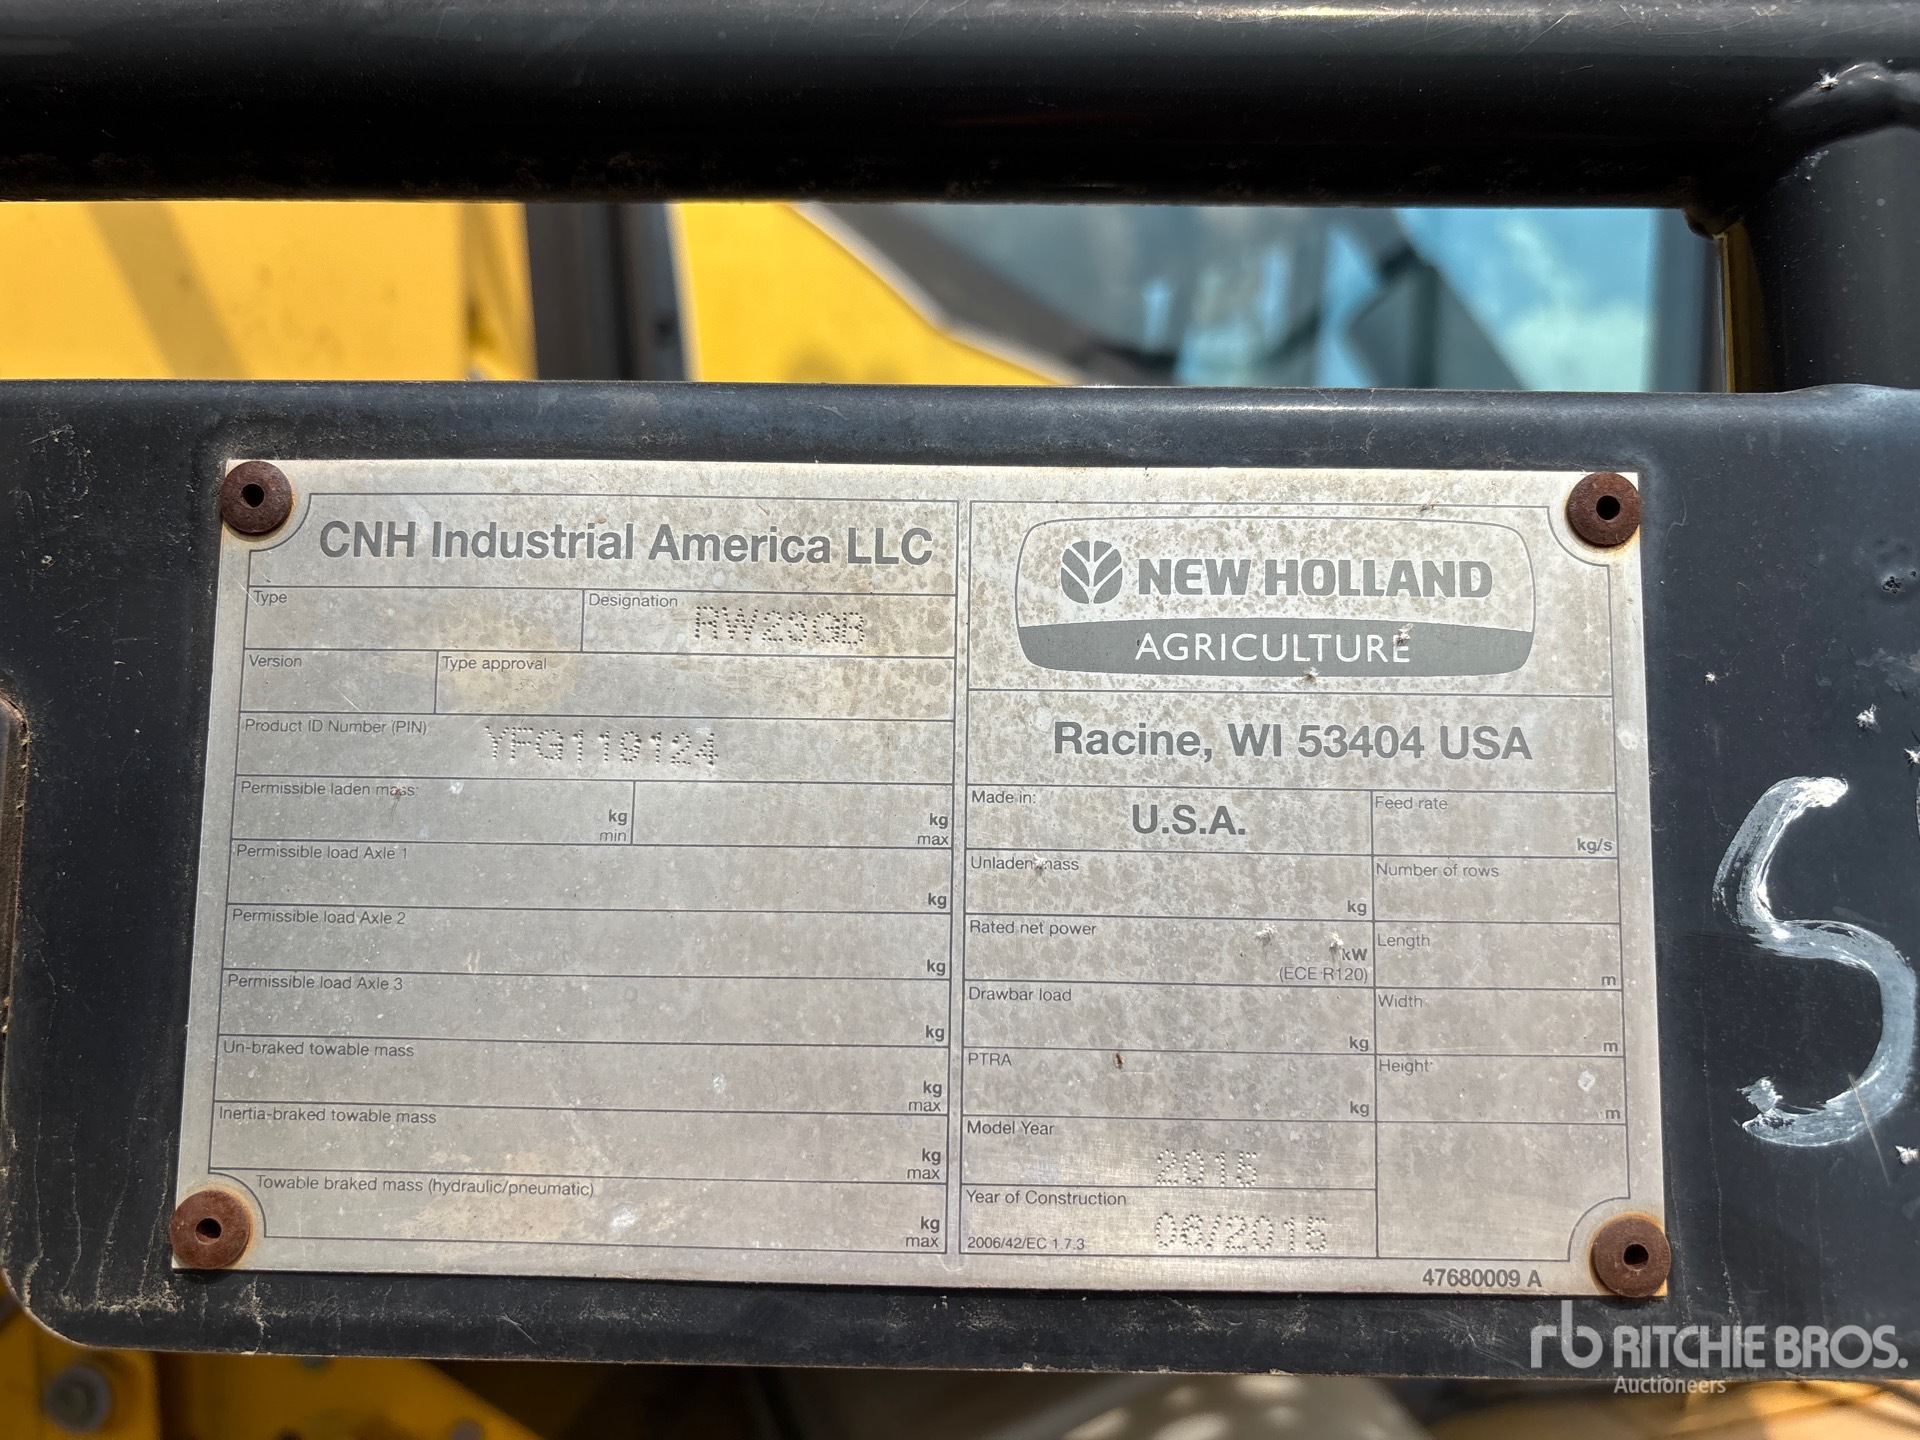 CNH Industrial America LLC
Type
Designation RW230B
Version
Type approval
Product ID Number (PIN) YFG119124
Permissible laden mass:
kg
min
kg
max
Permissible load Axle 1
kg
Permissible load Axle 2
kg
Permissible load Axle 3
kg
Un-braked towable mass
kg
max
Inertia-braked towable mass
kg
max
Towable braked mass (hydraulic/pneumatic)
kg
max
NEW HOLLAND
AGRICULTURE
Racine, WI 53404 USA
Made in: U.S.A.
Feed rate
kg/s
Unladen mass
kg
Number of rows
Rated net power
kW
(ECE R120)
Length
m
Drawbar load
kg
Width
m
PTRA
kg
Height
m
Model Year
2015
Year of Construction
2006/42/EC 1.7.3
06/2015
47680009 A
S
rb RITCHIE BROS.
Auctioneers